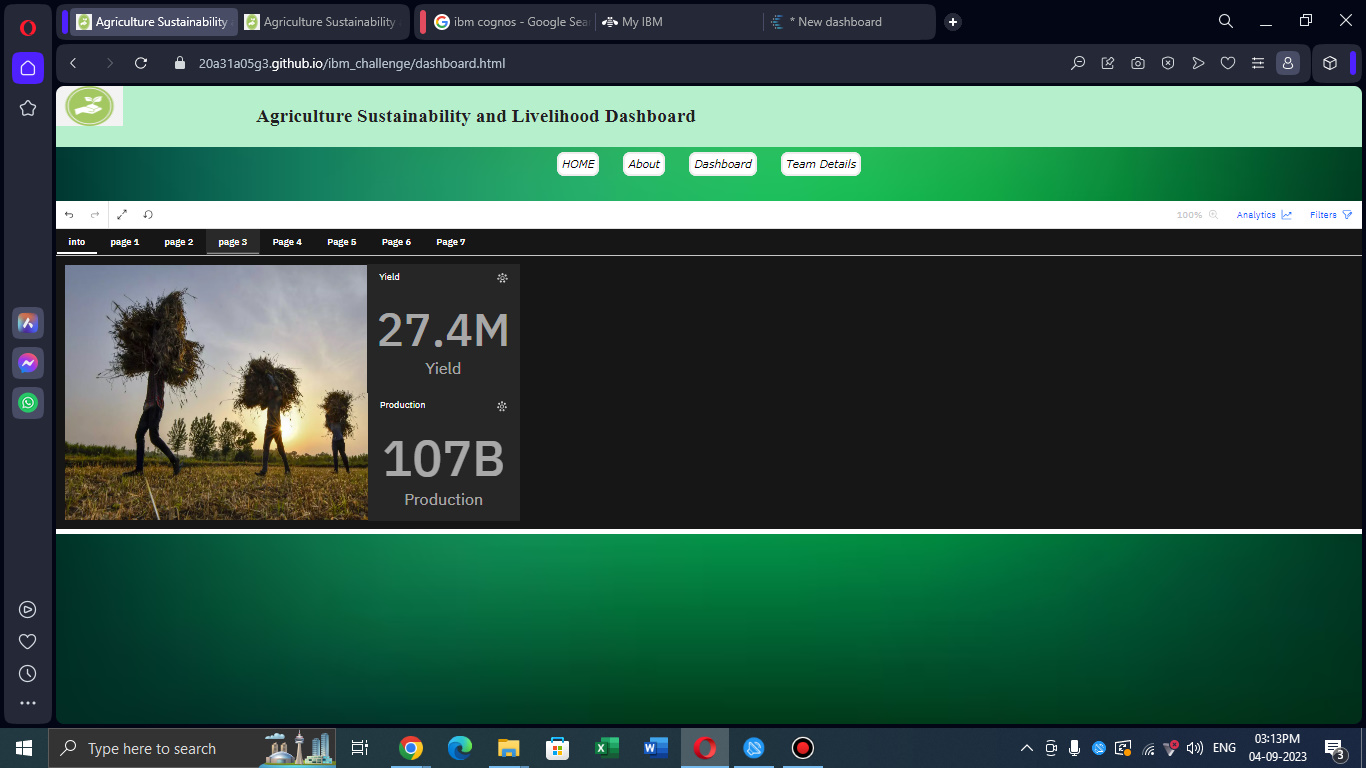 Agriculture Sustainability
Agriculture Sustainability
ibm cognos - Google Sea
My IBM
* New dashboard
20a31a05g3.github.io/ibm_challenge/dashboard.html
Agriculture Sustainability and Livelihood Dashboard
HOME
About
Dashboard
Team Details
100%
Analytics
Filters
into
page 1
page 2
page 3
Page 4
Page 5
Page 6
Page 7
Yield
27.4M
Yield
Production
107B
Production
Type here to search
ENG
03:13PM
04-09-2023
3